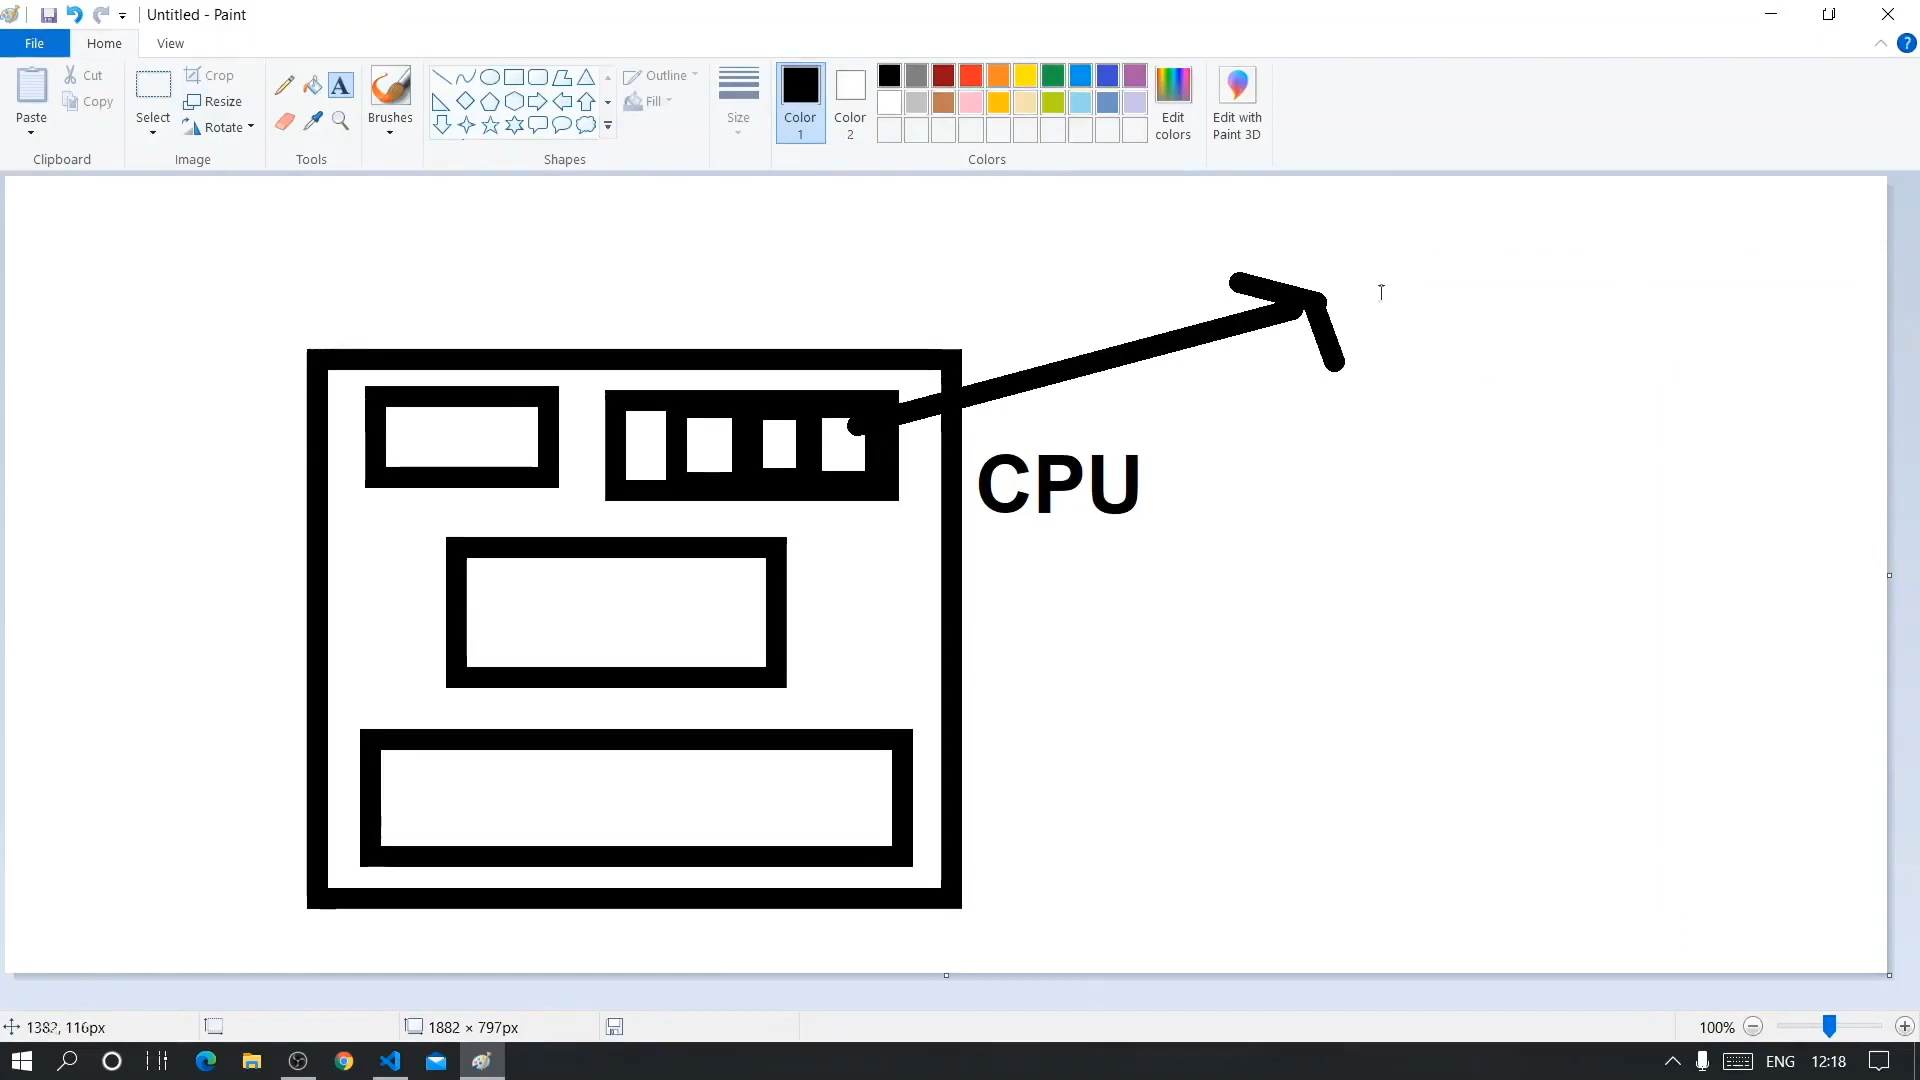 Untitled - Paint
File Home View
Paste Cut Copy Clipboard
Select Crop Resize Rotate Image
A Tools
Brushes
Outline Fill Shapes
Size
Color 1 Color 2 Edit colors Colors
Edit with Paint 3D
?
CPU
1382, 116px 1882 × 797px 100%
ENG 12:18